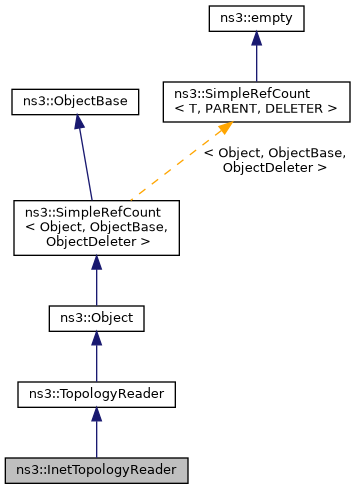 ns3::empty
ns3::ObjectBase
ns3::SimpleRefCount
< T, PARENT, DELETER >
< Object, ObjectBase,
ObjectDeleter >
ns3::SimpleRefCount
< Object, ObjectBase,
ObjectDeleter >
ns3::Object
ns3::TopologyReader
ns3::InetTopologyReader